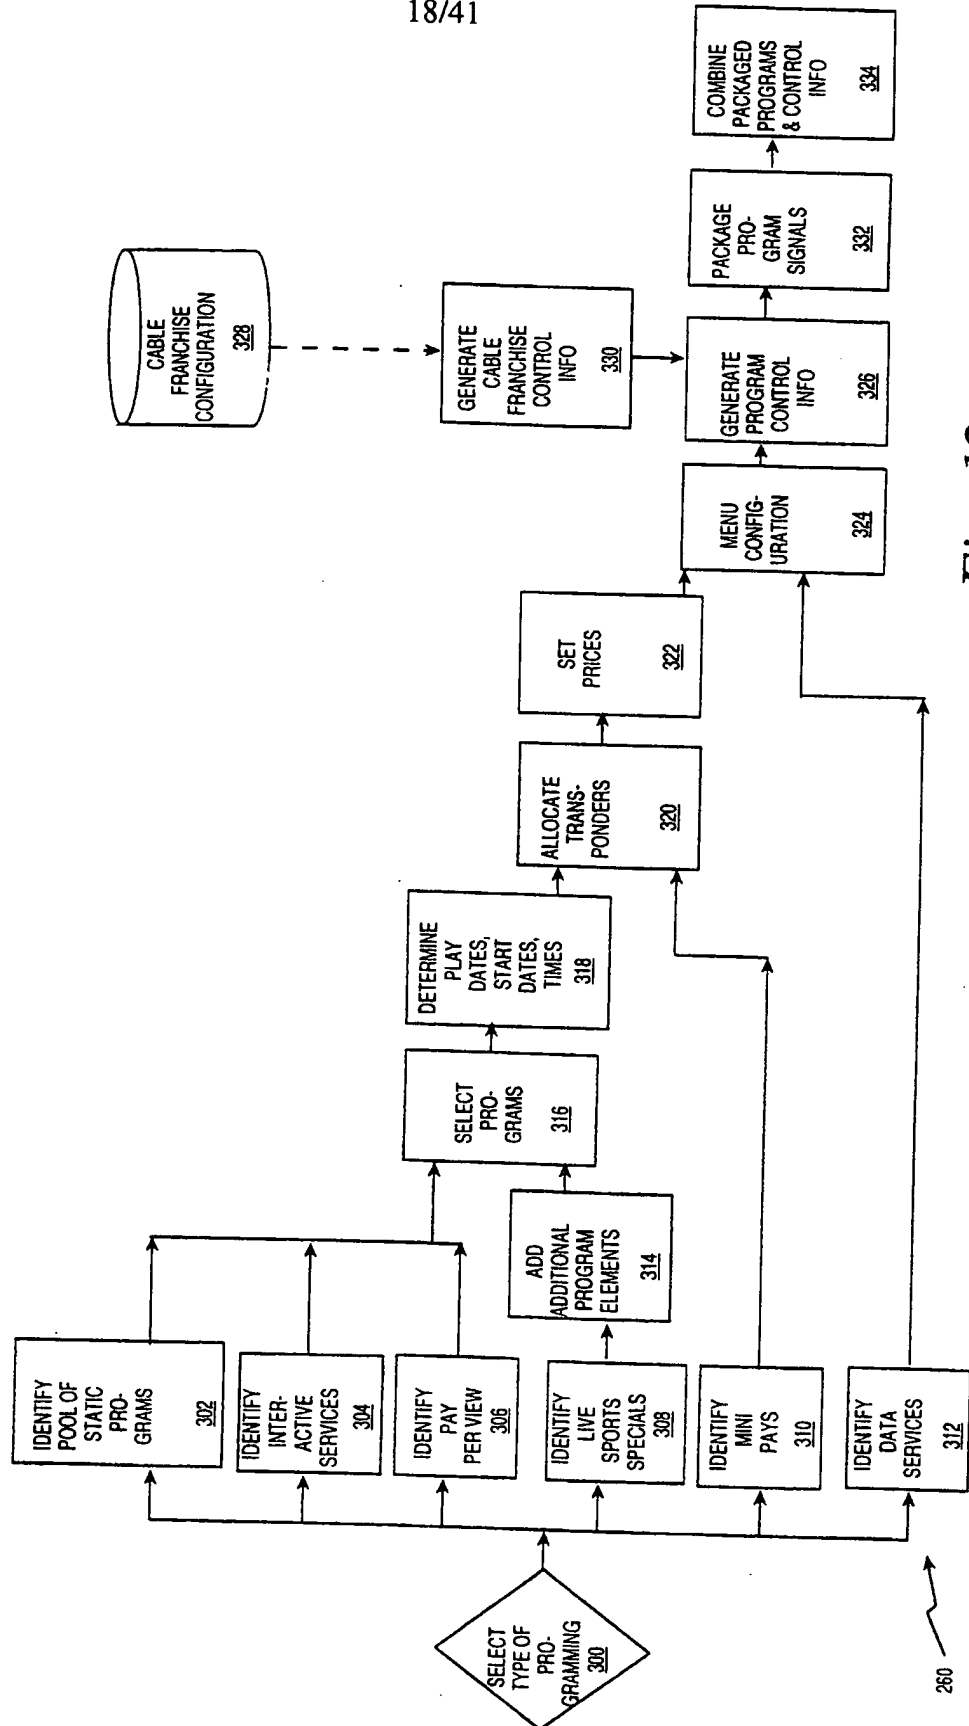 18/41
SELECT
TYPE OF
PRO-
GRAMMING
300
IDENTIFY
POOL OF
STATIC
PRO-
GRAMS
302
IDENTIFY
INTER-
ACTIVE
SERVICES
304
IDENTIFY
PAY
PER VIEW
306
IDENTIFY
LIVE
SPORTS
SPECIALS
308
IDENTIFY
MINI
PAYS
310
IDENTIFY
DATA
SERVICES
312
ADD
ADDITIONAL
PROGRAM
ELEMENTS
314
SELECT
PRO-
GRAMS
316
DETERMINE
PLAY
DATES,
START
DATES,
TIMES
318
ALLOCATE
TRANS-
PONDERS
320
SET
PRICES
322
MENU
CONFIG-
URATION
324
GENERATE
PROGRAM
CONTROL
INFO
326
CABLE
FRANCHISE
CONFIGURATION
328
GENERATE
CABLE
FRANCHISE
CONTROL
INFO
330
PACKAGE
PRO-
GRAM
SIGNALS
332
COMBINE
PACKAGED
PROGRAMS
& CONTROL
INFO
334
260